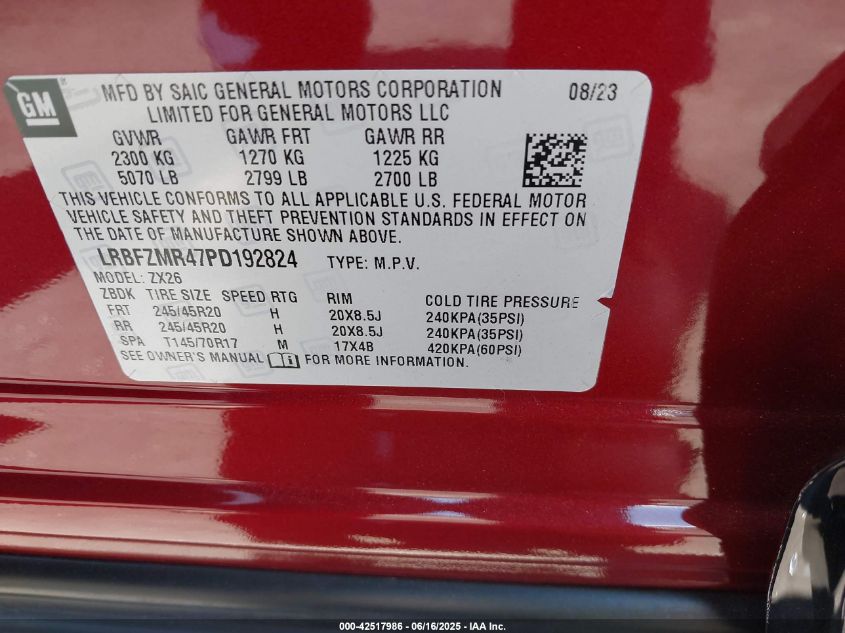 GM
MFD BY SAIC GENERAL MOTORS CORPORATION 08/23
LIMITED FOR GENERAL MOTORS LLC
GVWR GAWR FRT GAWR RR
2300 KG 1270 KG 1225 KG
5070 LB 2799 LB 2700 LB
THIS VEHICLE CONFORMS TO ALL APPLICABLE U.S. FEDERAL MOTOR
VEHICLE SAFETY AND THEFT PREVENTION STANDARDS IN EFFECT ON
THE DATE OF MANUFACTURE SHOWN ABOVE.
LRBFZMR47PD192824 TYPE: M.P.V.
MODEL: ZX26
ZBDK TIRE SIZE SPEED RTG RIM COLD TIRE PRESSURE
FRT 245/45R20 H 20X8.5J 240KPA(35PSI)
RR 245/45R20 H 20X8.5J 240KPA(35PSI)
SPA T145/70R17 M 17X4B 420KPA(60PSI)
SEE OWNER'S MANUAL FOR MORE INFORMATION
000-42517986 - 06/16/2025 - IAA Inc.